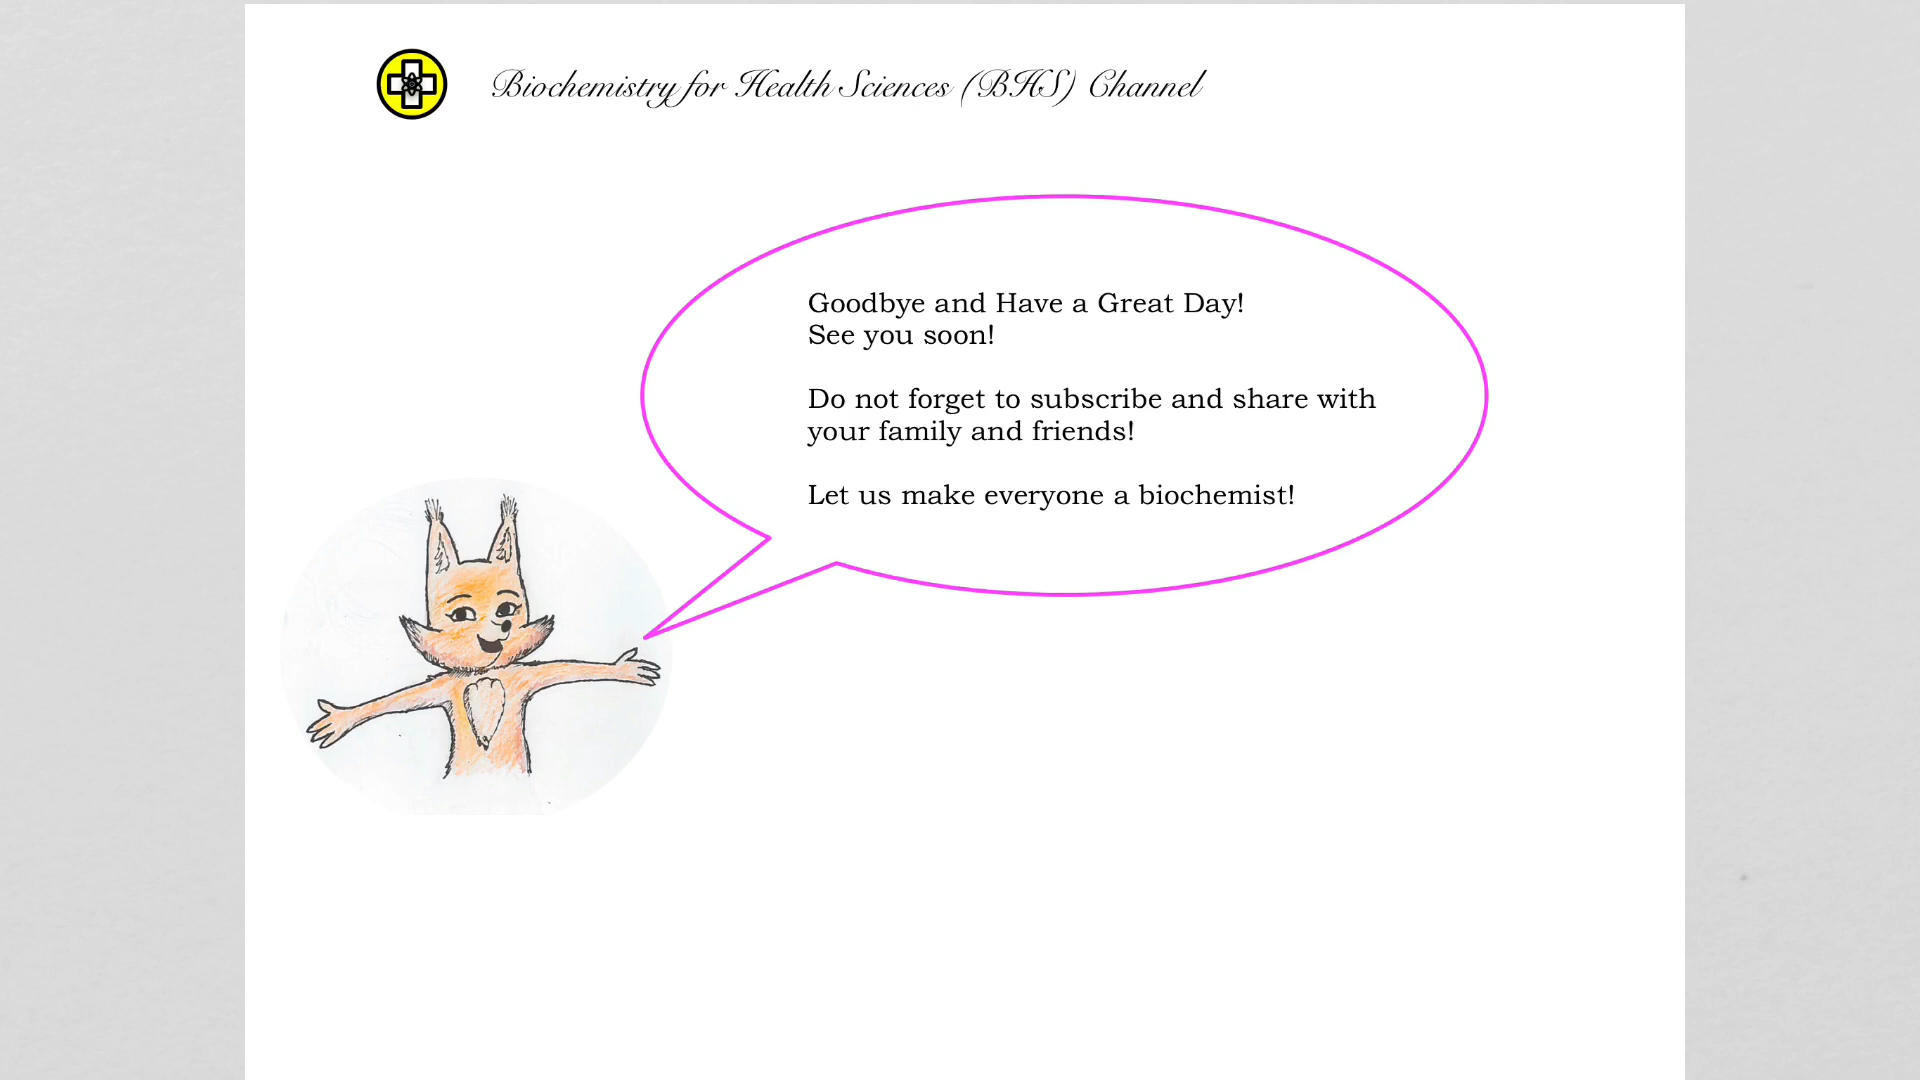 Biochemistry for Health Sciences (BHS) Channel
Goodbye and Have a Great Day!
See you soon!
Do not forget to subscribe and share with
your family and friends!
Let us make everyone a biochemist!